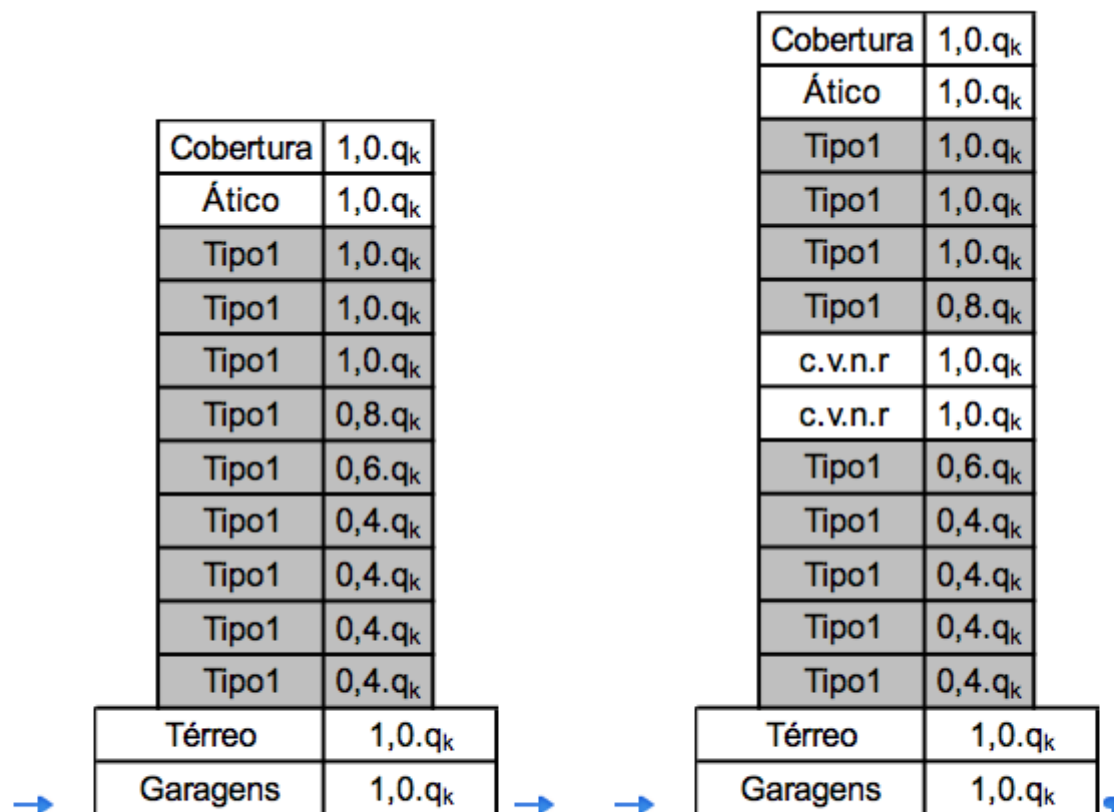 Cobertura 1,0.qₖ
Ático 1,0.qₖ
Tipo1 1,0.qₖ
Tipo1 1,0.qₖ
Tipo1 1,0.qₖ
Tipo1 0,8.qₖ
Tipo1 0,6.qₖ
Tipo1 0,4.qₖ
Tipo1 0,4.qₖ
Tipo1 0,4.qₖ
Tipo1 0,4.qₖ
Térreo 1,0.qₖ
Garagens 1,0.qₖ
Cobertura 1,0.qₖ
Ático 1,0.qₖ
Tipo1 1,0.qₖ
Tipo1 1,0.qₖ
Tipo1 1,0.qₖ
Tipo1 0,8.qₖ
c.v.n.r 1,0.qₖ
c.v.n.r 1,0.qₖ
Tipo1 0,6.qₖ
Tipo1 0,4.qₖ
Tipo1 0,4.qₖ
Tipo1 0,4.qₖ
Tipo1 0,4.qₖ
Térreo 1,0.qₖ
Garagens 1,0.qₖ